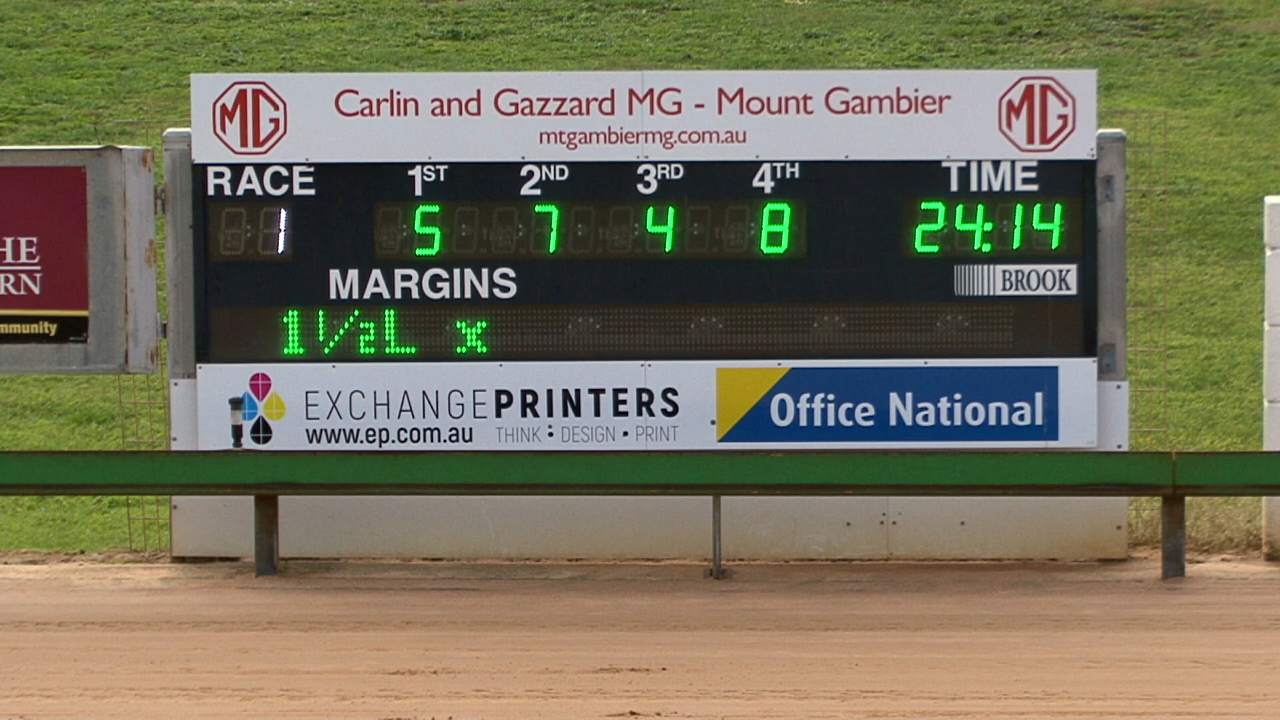 MG Carlin and Gazzard MG - Mount Gambier MG
mtgambiermg.com.au
RACE 1ST 2ND 3RD 4TH TIME
1 5 7 4 8 24:14
MARGINS BROOK
1½L x
HE
RN
mmunity
EXCHANGEPRINTERS
www.ep.com.au THINK : DESIGN • PRINT
Office National